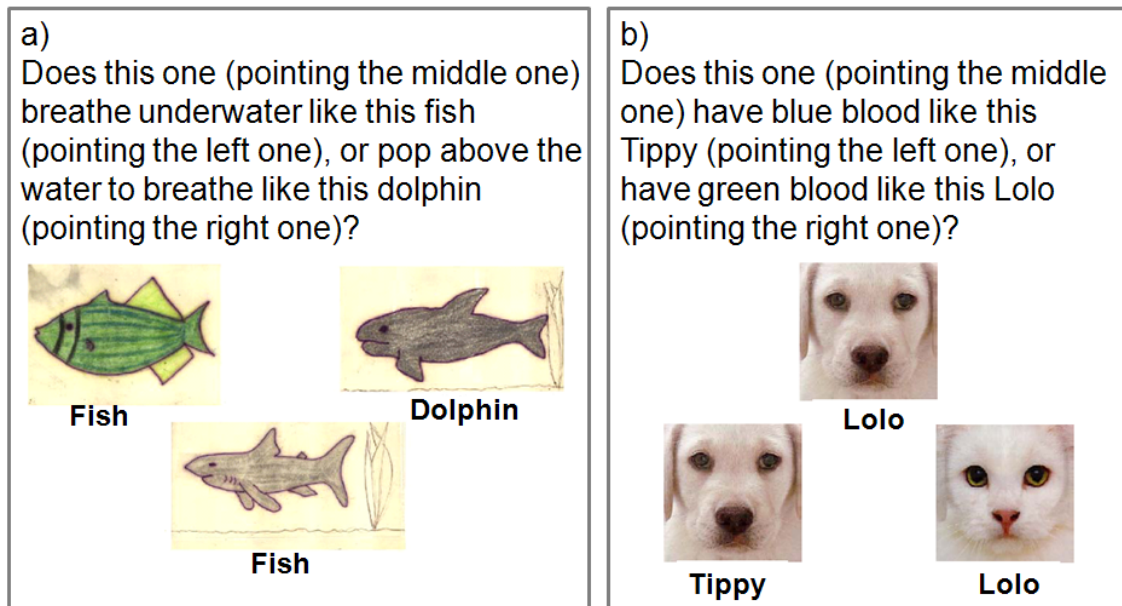 a)
Does this one (pointing the middle one)
breathe underwater like this fish
(pointing the left one), or pop above the
water to breathe like this dolphin
(pointing the right one)?
Fish
Dolphin
Fish
b)
Does this one (pointing the middle
one) have blue blood like this
Tippy (pointing the left one), or
have green blood like this Lolo
(pointing the right one)?
Lolo
Tippy
Lolo